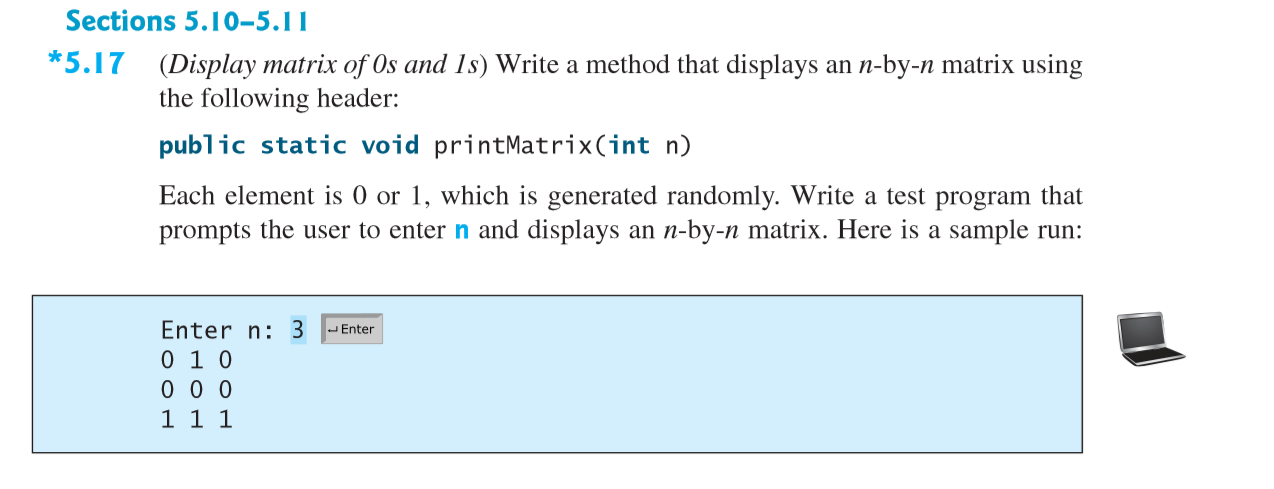 Sections 5.10–5.11
*5.17 (Display matrix of 0s and 1s) Write a method that displays an n-by-n matrix using
the following header:
public static void printMatrix(int n)
Each element is 0 or 1, which is generated randomly. Write a test program that
prompts the user to enter n and displays an n-by-n matrix. Here is a sample run:
Enter n: 3 ↵Enter
0 1 0
0 0 0
1 1 1